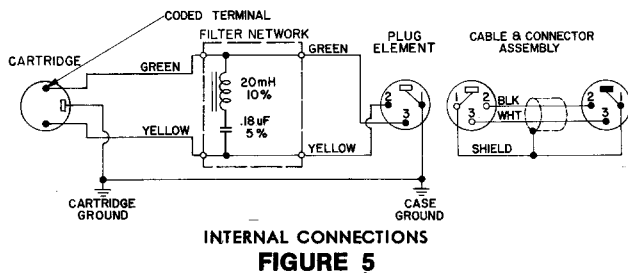 CODED TERMINAL
FILTER NETWORK
CARTRIDGE
GREEN
GREEN
20mH
10%
.18uF
5%
YELLOW
YELLOW
CARTRIDGE
GROUND
PLUG
ELEMENT
2
1
3
CASE
GROUND
CABLE & CONNECTOR
ASSEMBLY
1
2
3
BLK
WHT
SHIELD
2
1
3
INTERNAL CONNECTIONS
FIGURE 5